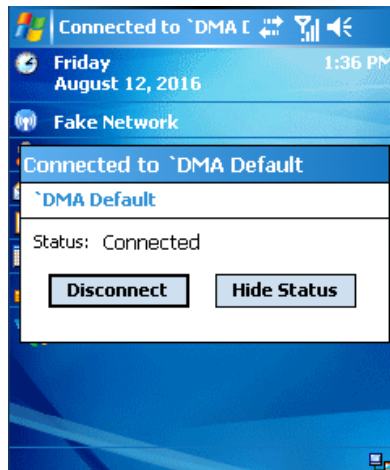 Connected to `DMA D
Friday 1:36 PM
August 12, 2016
Fake Network
Connected to `DMA Default
`DMA Default
Status: Connected
Disconnect Hide Status